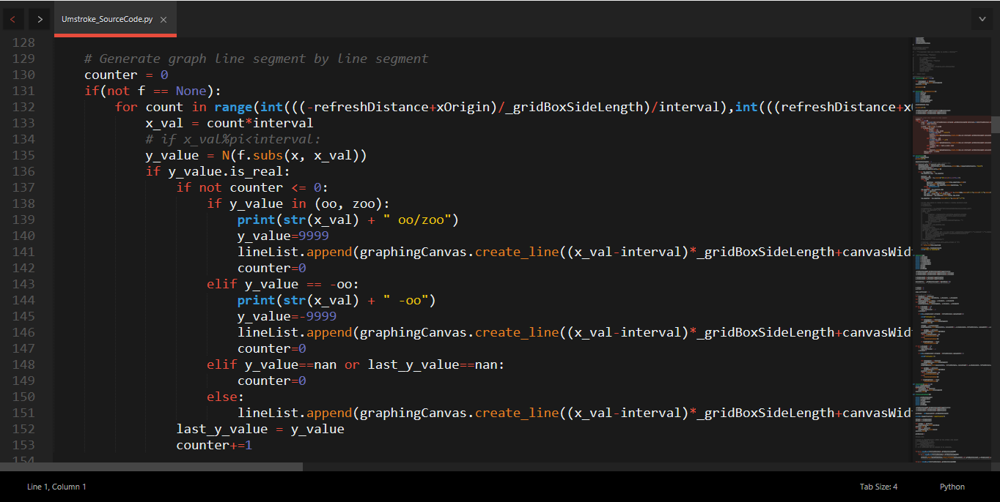 Umstroke_SourceCode.py
128
129 # Generate graph line segment by line segment
130 counter = 0
131 if(not f == None):
132 for count in range(int(((-refreshDistance+xOrigin)/_gridBoxSideLength)/interval),int(((refreshDistance+x
133 x_val = count*interval
134 # if x_val%pi<interval:
135 y_value = N(f.subs(x, x_val))
136 if y_value.is_real:
137 if not counter <= 0:
138 if y_value in (oo, zoo):
139 print(str(x_val) + " oo/zoo")
140 y_value=9999
141 lineList.append(graphingCanvas.create_line((x_val-interval)*_gridBoxSideLength+canvasWid
142 counter=0
143 elif y_value == -oo:
144 print(str(x_val) + " -oo")
145 y_value=-9999
146 lineList.append(graphingCanvas.create_line((x_val-interval)*_gridBoxSideLength+canvasWid
147 counter=0
148 elif y_value==nan or last_y_value==nan:
149 counter=0
150 else:
151 lineList.append(graphingCanvas.create_line((x_val-interval)*_gridBoxSideLength+canvasWid
152 last_y_value = y_value
153 counter+=1
154
Line 1, Column 1 Tab Size: 4 Python